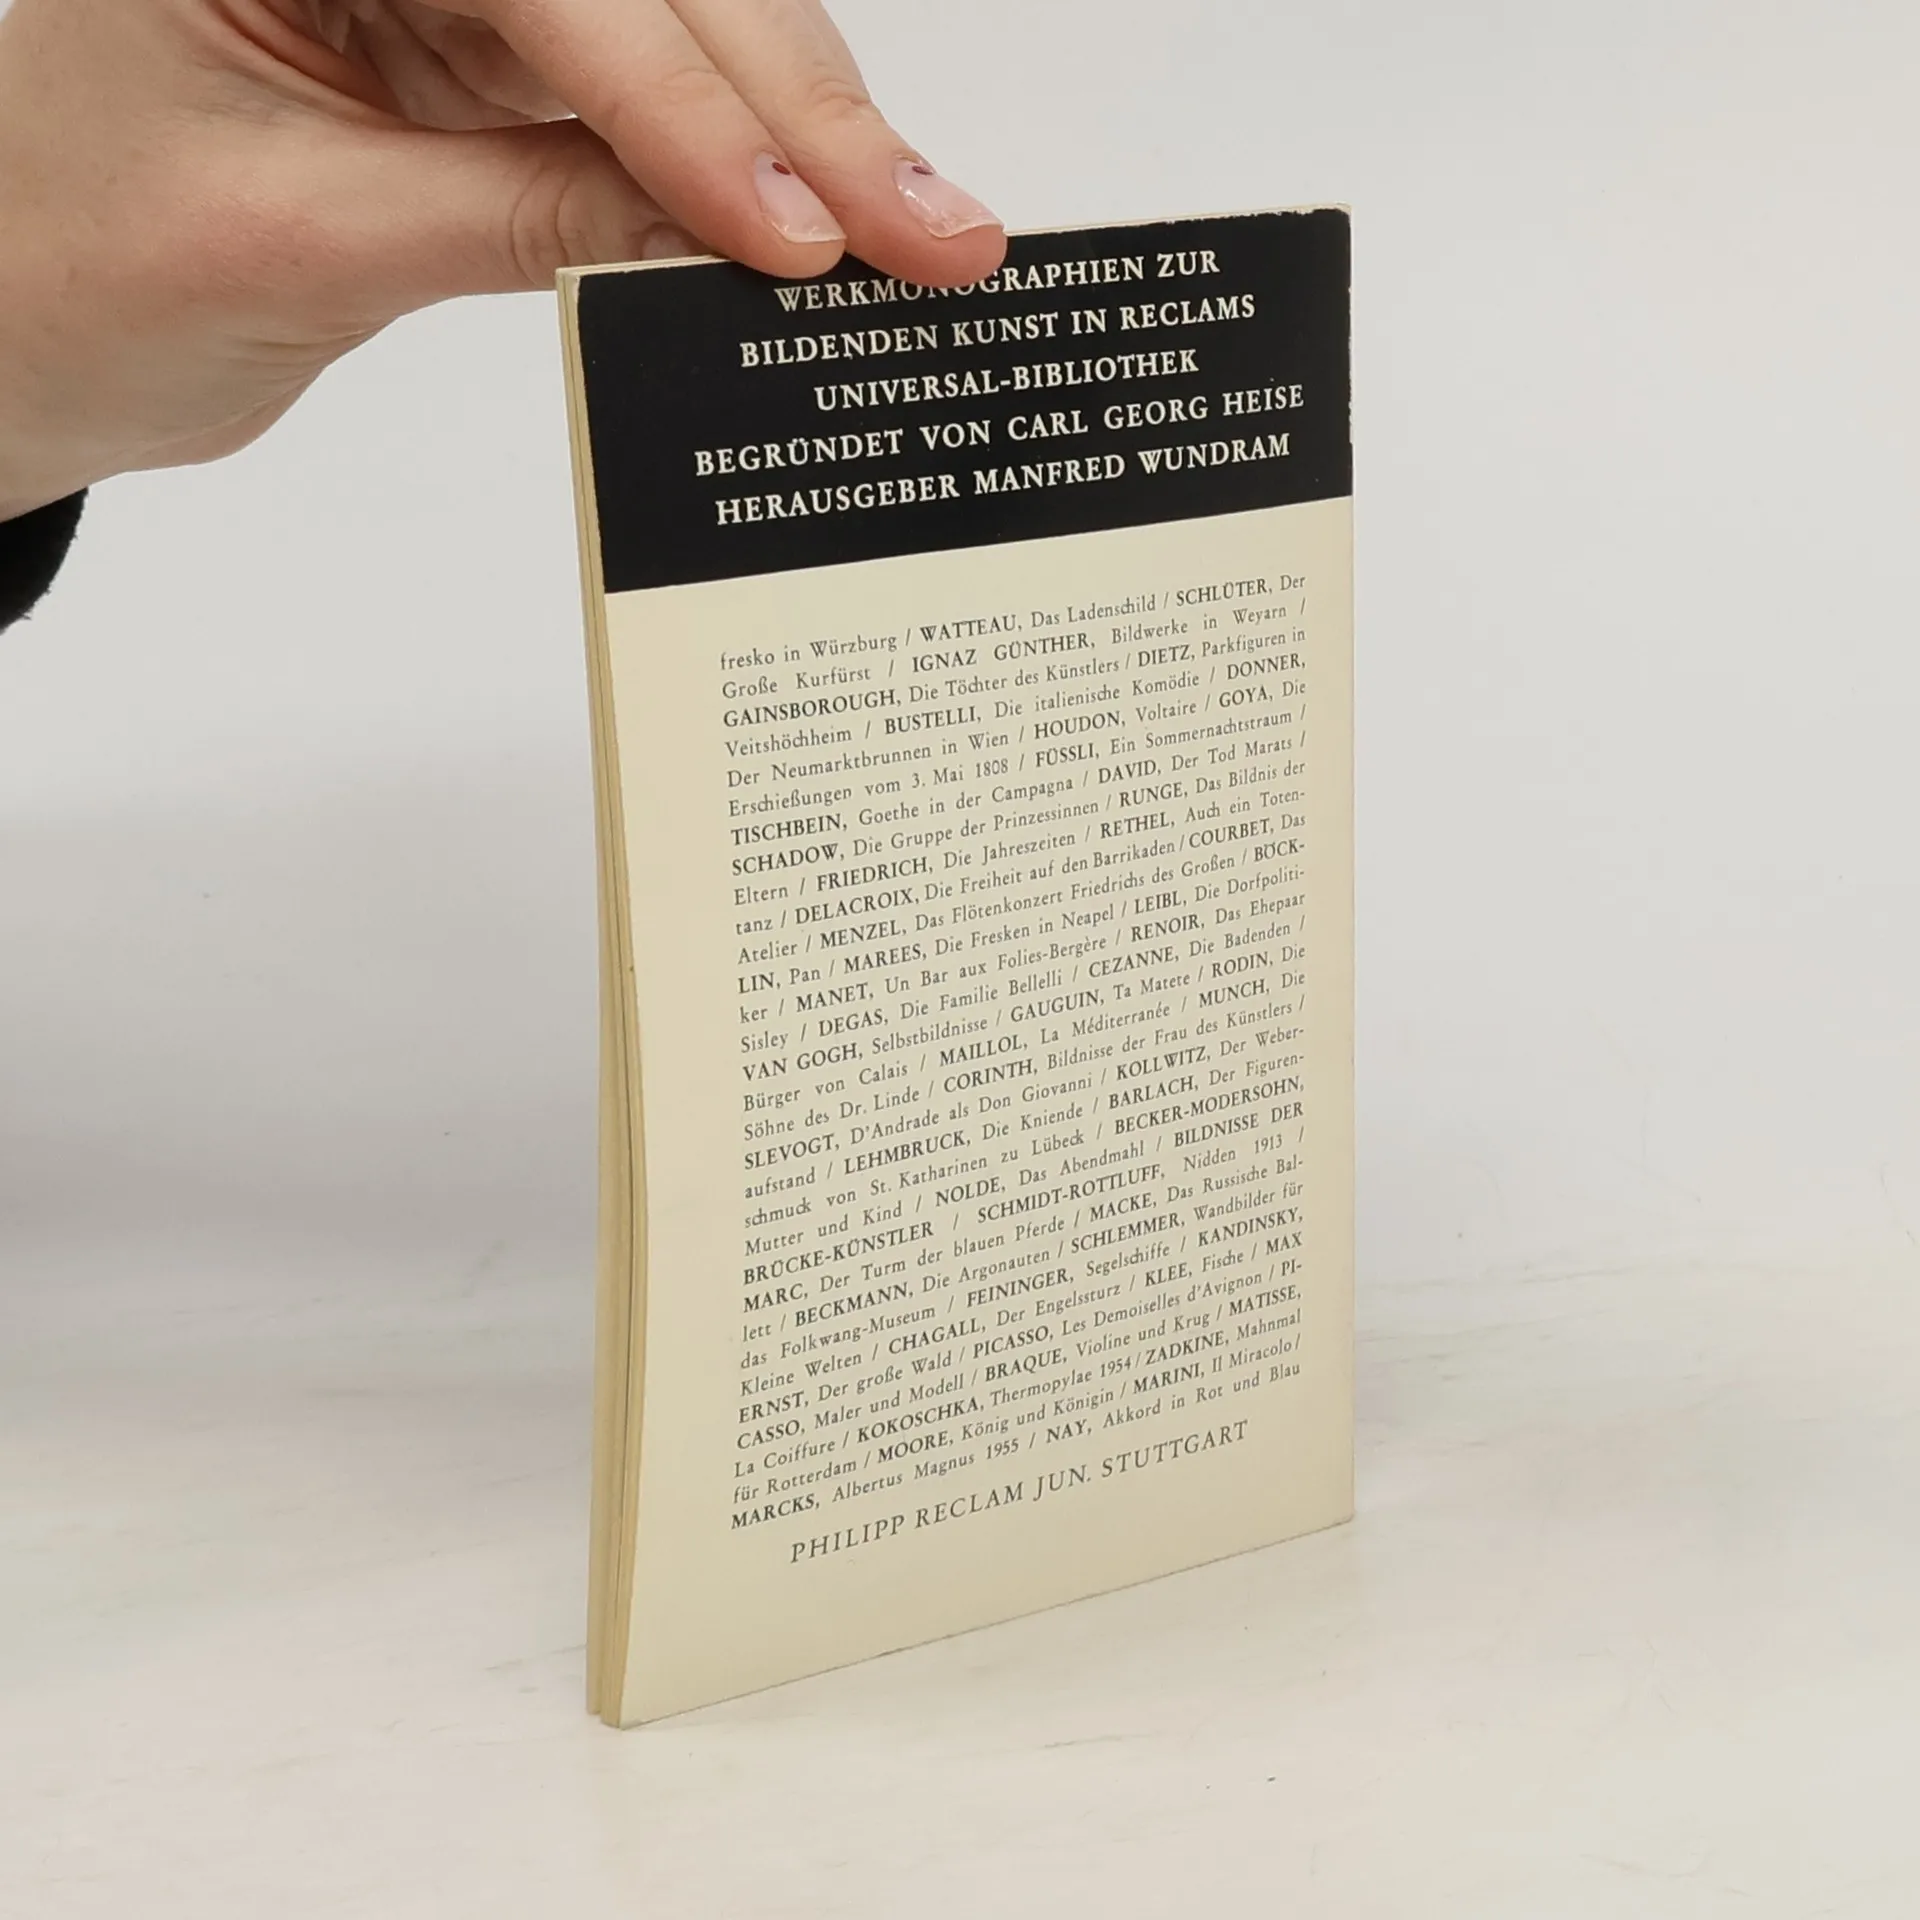 WERKMONOGRAPHIEN ZUR
BILDENDEN KUNST IN RECLAMS
UNIVERSAL-BIBLIOTHEK
BEGRÜNDET VON CARL GEORG HEISE
HERAUSGEBER MANFRED WUNDRAM
fresko in Würzburg / WATTEAU, Das Ladenschild / SCHLÜTER, Der
Große Kurfürst / IGNAZ GÜNTHER, Bildwerke in Weyarn /
GAINSBOROUGH, Die Töchter des Künstlers / DIETZ, Parkfiguren in
Veitshöchheim / BUSTELLI, Die italienische Komödie / DONNER,
Der Neumarktbrunnen in Wien / HOUDON, Voltaire / GOYA, Die
Erschießungen vom 3. Mai 1808 / FÜSSLI, Ein Sommernachtstraum /
TISCHBEIN, Goethe in der Campagna / DAVID, Der Tod Marats /
SCHADOW, Die Gruppe der Prinzessinnen / RUNGE, Das Bildnis der
Eltern / FRIEDRICH, Die Jahreszeiten / RETHEL, Auch ein Toten-
tanz / DELACROIX, Die Freiheit auf den Barrikaden / COURBET, Das
Atelier / MENZEL, Das Flötenkonzert Friedrichs des Großen / BÖCK-
LIN, Pan / MAREES, Die Fresken in Neapel / LEIBL, Die Dorfpoliti-
ker / MANET, Un Bar aux Folies-Bergère / RENOIR, Das Ehepaar
Sisley / DEGAS, Die Familie Bellelli / CEZANNE, Die Badenden /
VAN GOGH, Selbstbildnisse / GAUGUIN, Ta Matete / RODIN, Die
Bürger von Calais / MAILLOL, La Méditerranée / MUNCH, Die
Söhne des Dr. Linde / CORINTH, Bildnisse der Frau des Künstlers /
SLEVOGT, D'Andrade als Don Giovanni / KOLLWITZ, Der Weber-
aufstand / LEHMBRUCK, Die Kniende / BARLACH, Der Figuren-
schmuck von St. Katharinen zu Lübeck / BECKER-MODERSOHN,
Mutter und Kind / NOLDE, Das Abendmahl / BILDNISSE DER
BRÜCKE-KÜNSTLER / SCHMIDT-ROTTLUFF, Nidden 1913 /
MARC, Der Turm der blauen Pferde / MACKE, Das Russische Bal-
lett / BECKMANN, Die Argonauten / SCHLEMMER, Wandbilder für
das Folkwang-Museum / FEININGER, Segelschiffe / KANDINSKY,
Kleine Welten / CHAGALL, Der Engelssturz / KLEE, Fische / MAX
ERNST, Der große Wald / PICASSO, Les Demoiselles d'Avignon / PI-
CASSO, Maler und Modell / BRAQUE, Violine und Krug / MATISSE,
La Coiffure / KOKOSCHKA, Thermopylae 1954 / ZADKINE, Mahnmal
für Rotterdam / MOORE, König und Königin / MARINI, Il Miracolo /
MARCKS, Albertus Magnus 1955 / NAY, Akkord in Rot und Blau
PHILIPP RECLAM JUN. STUTTGART